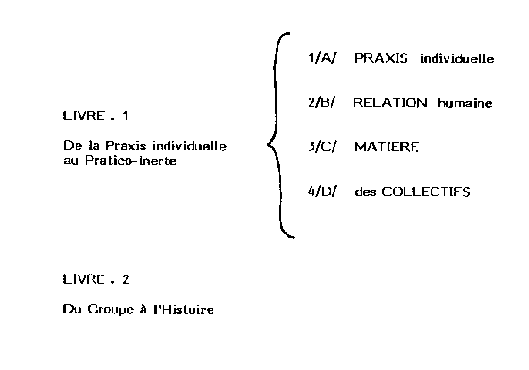 LIVRE . 1
De la Praxis individuelle
au Pratico-inerte
1/A/ PRAXIS individuelle
2/B/ RELATION humaine
3/C/ MATIERE
4/D/ des COLLECTIFS
LIVRE . 2
Du Groupe à l'Histoire